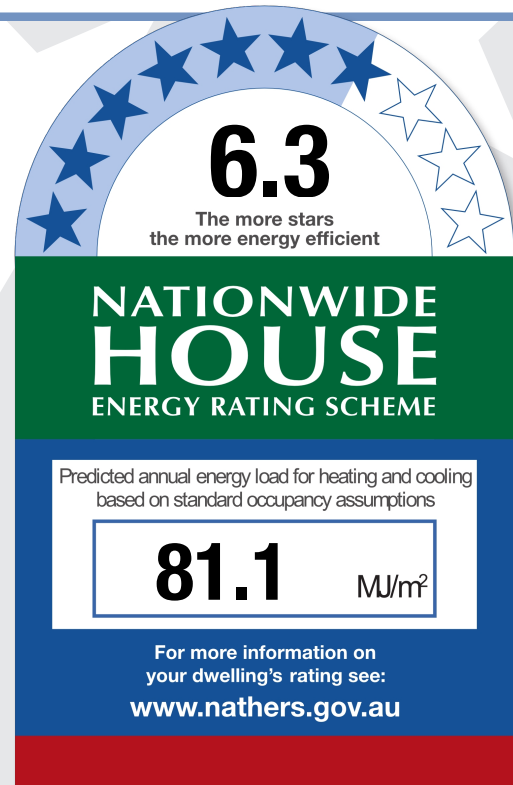 6.3
The more stars
the more energy efficient
NATIONWIDE
HOUSE
ENERGY RATING SCHEME
Predicted annual energy load for heating and cooling
based on standard occupancy assumptions
81.1 MJ/m²
For more information on
your dwelling's rating see:
www.nathers.gov.au